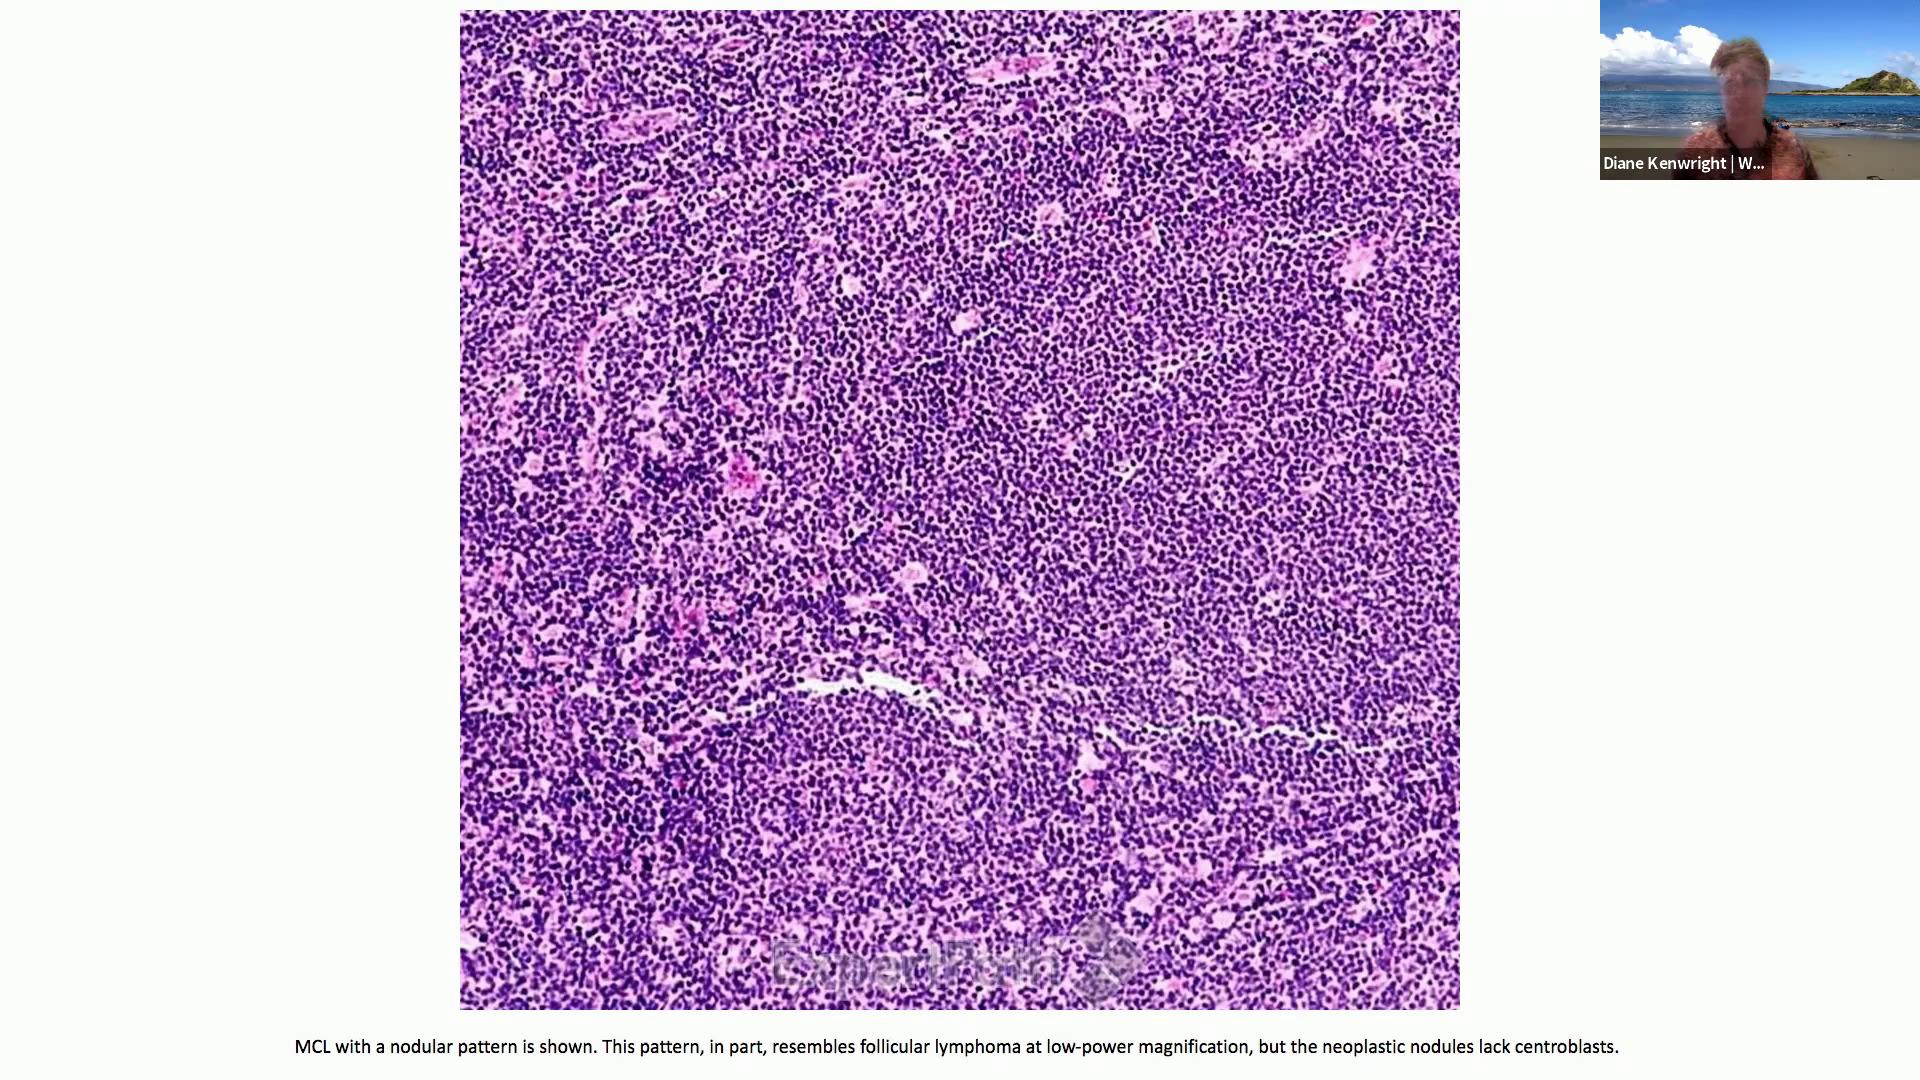 Diane Kenwright | W...
ExpertPath
MCL with a nodular pattern is shown. This pattern, in part, resembles follicular lymphoma at low-power magnification, but the neoplastic nodules lack centroblasts.